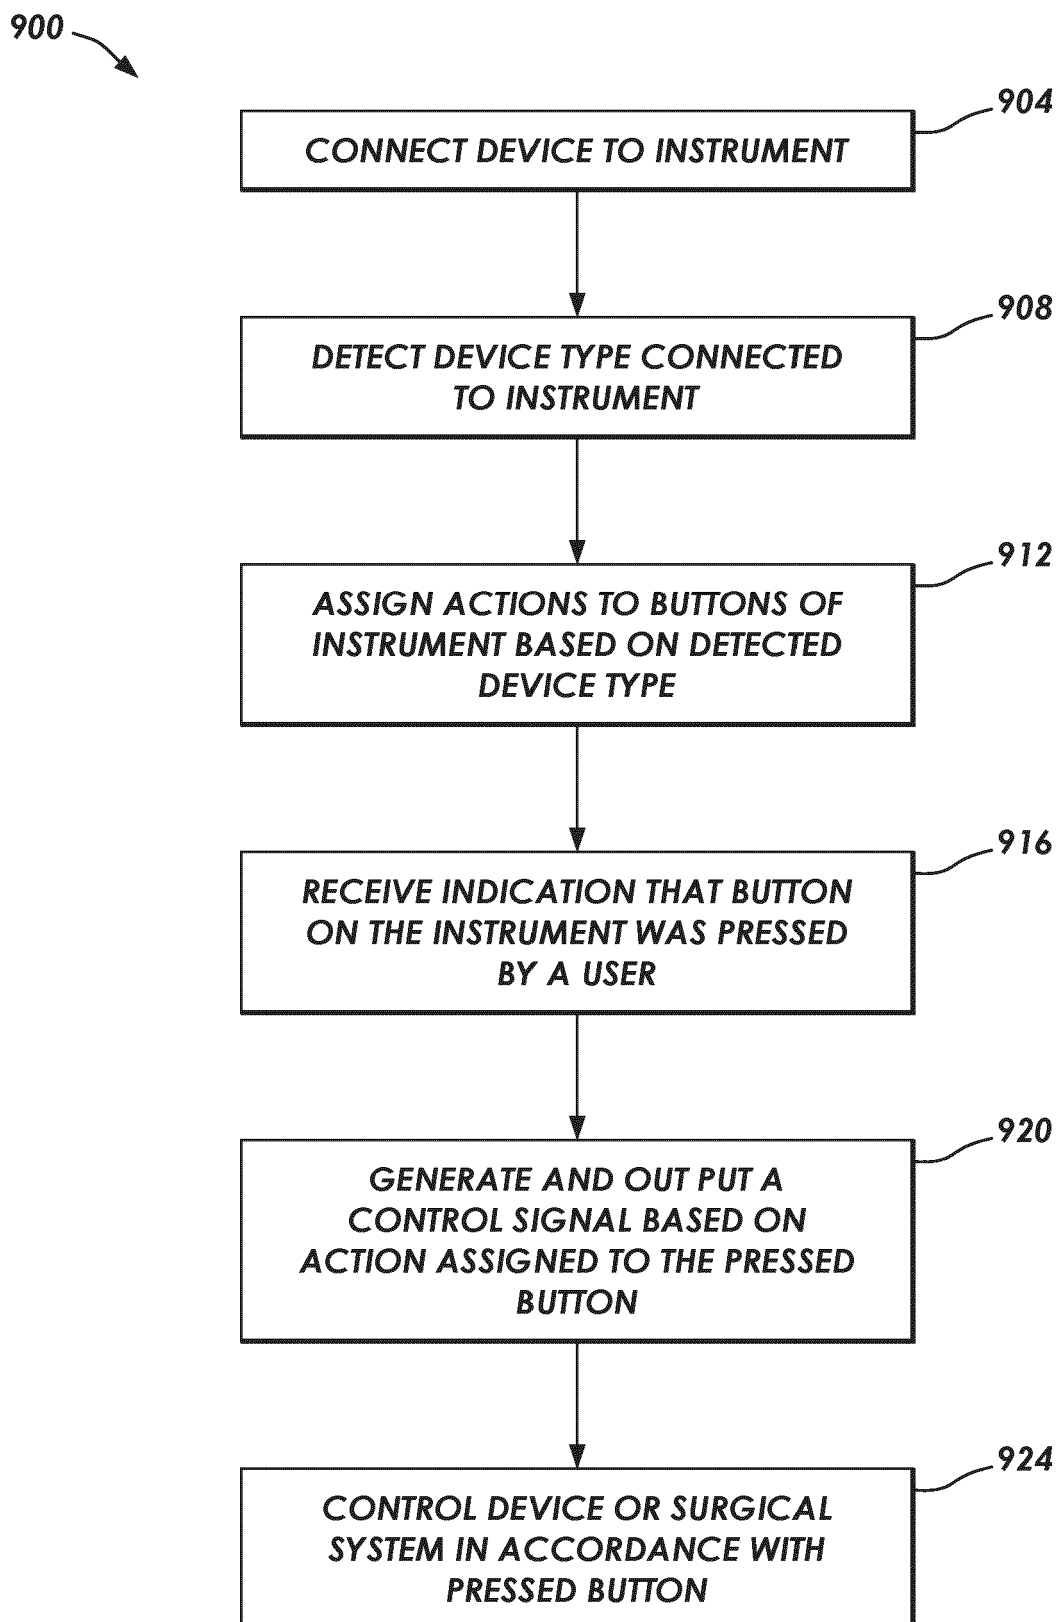 900
904
CONNECT DEVICE TO INSTRUMENT
908
DETECT DEVICE TYPE CONNECTED
TO INSTRUMENT
912
ASSIGN ACTIONS TO BUTTONS OF
INSTRUMENT BASED ON DETECTED
DEVICE TYPE
916
RECEIVE INDICATION THAT BUTTON
ON THE INSTRUMENT WAS PRESSED
BY A USER
920
GENERATE AND OUT PUT A
CONTROL SIGNAL BASED ON
ACTION ASSIGNED TO THE PRESSED
BUTTON
924
CONTROL DEVICE OR SURGICAL
SYSTEM IN ACCORDANCE WITH
PRESSED BUTTON